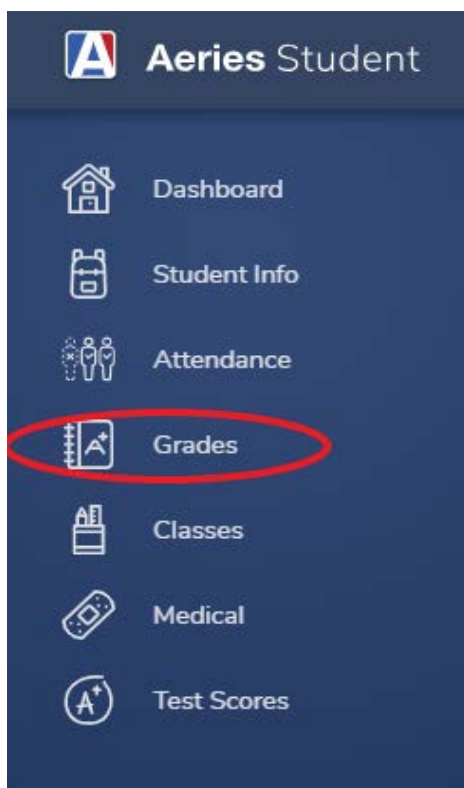 Aeries Student
Dashboard
Student Info
Attendance
Grades
Classes
Medical
Test Scores